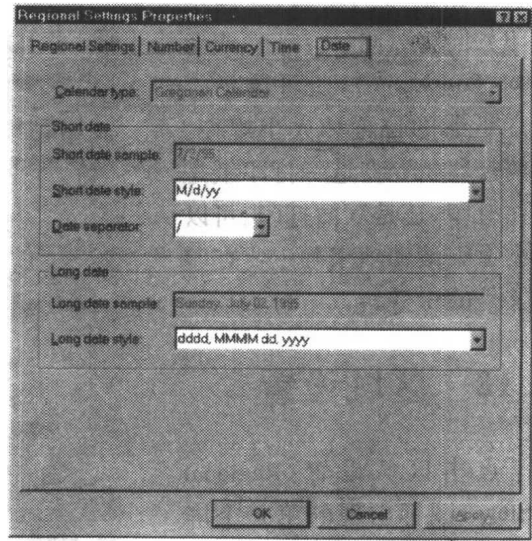 Regional Settings Properties
Regional Settings Number Currency Time Date
Calendar type: Gregorian Calendar
Short date
Short date sample:
Short date style: M/d/yy
Date separator: /
Long date
Long date sample: Sunday, July 02, 1995
Long date style: dddd, MMMM dd, yyyy
OK Cancel Apply